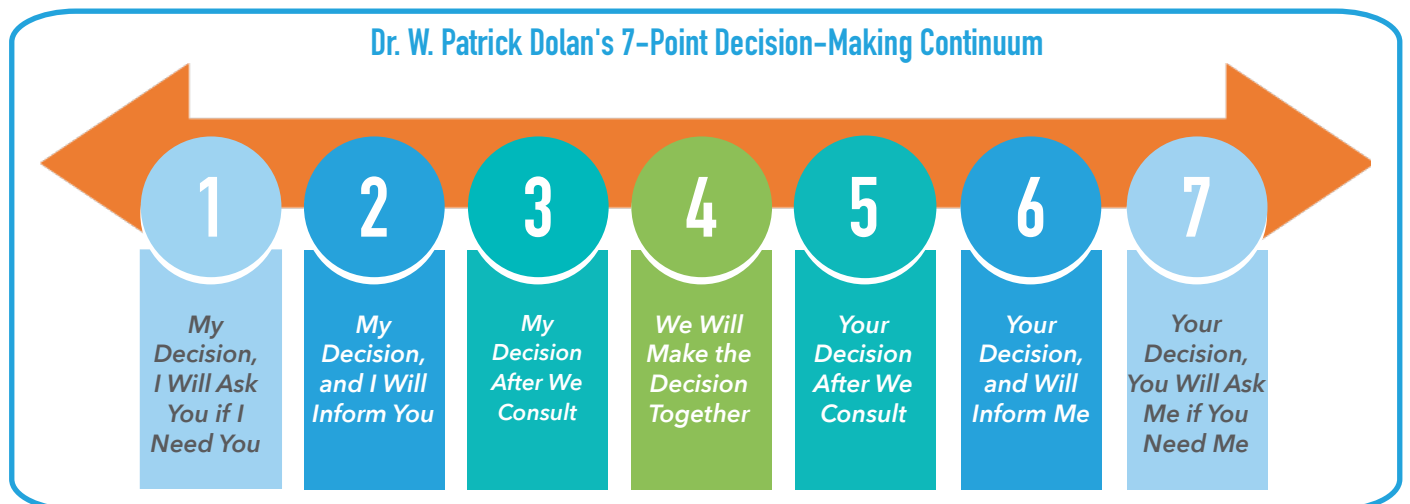 Dr. W. Patrick Dolan's 7-Point Decision-Making Continuum
1
My
Decision,
I Will Ask
You if I
Need You
2
My
Decision,
and I Will
Inform You
3
My
Decision
After We
Consult
4
We Will
Make the
Decision
Together
5
Your
Decision
After We
Consult
6
Your
Decision,
and Will
Inform Me
7
Your
Decision,
You Will Ask
Me if You
Need Me